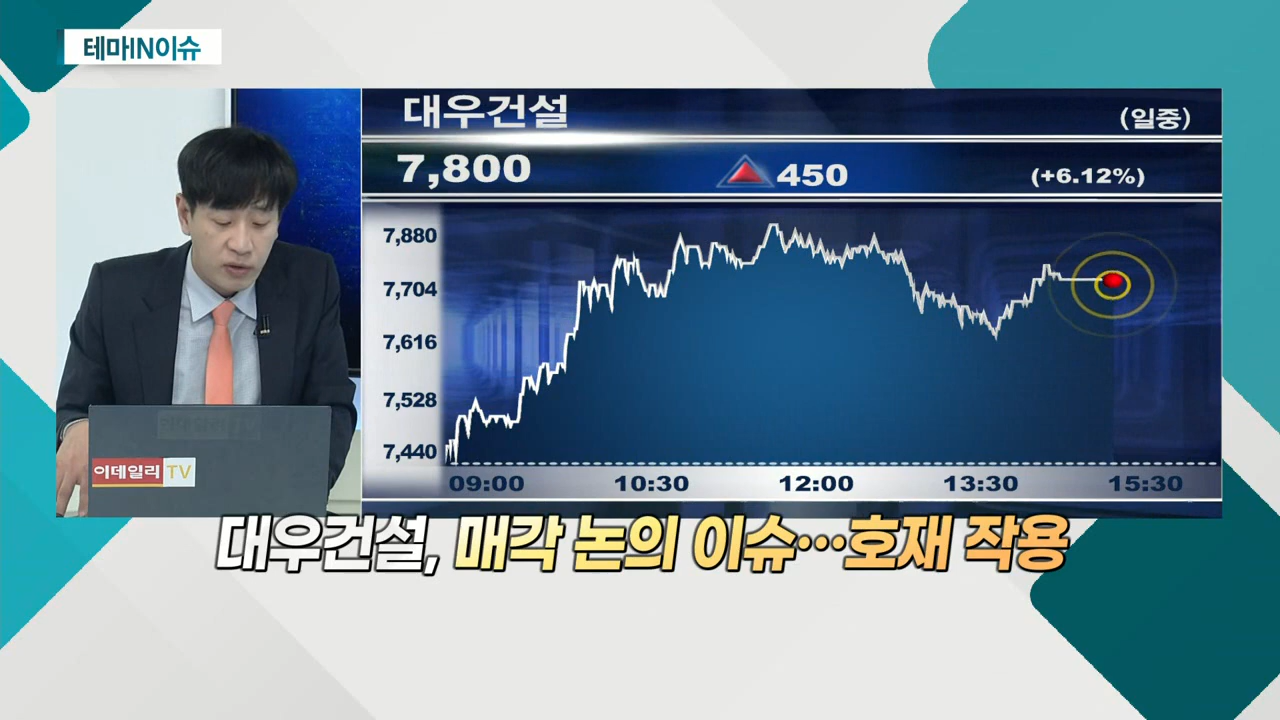 테마IN이슈
대우건설
(일중)
7,800
450
(+6.12%)
7,880
7,704
7,616
7,528
7,440
09:00
10:30
12:00
13:30
15:30
이데일리TV
대우건설, 매각 논의 이슈…호재 작용